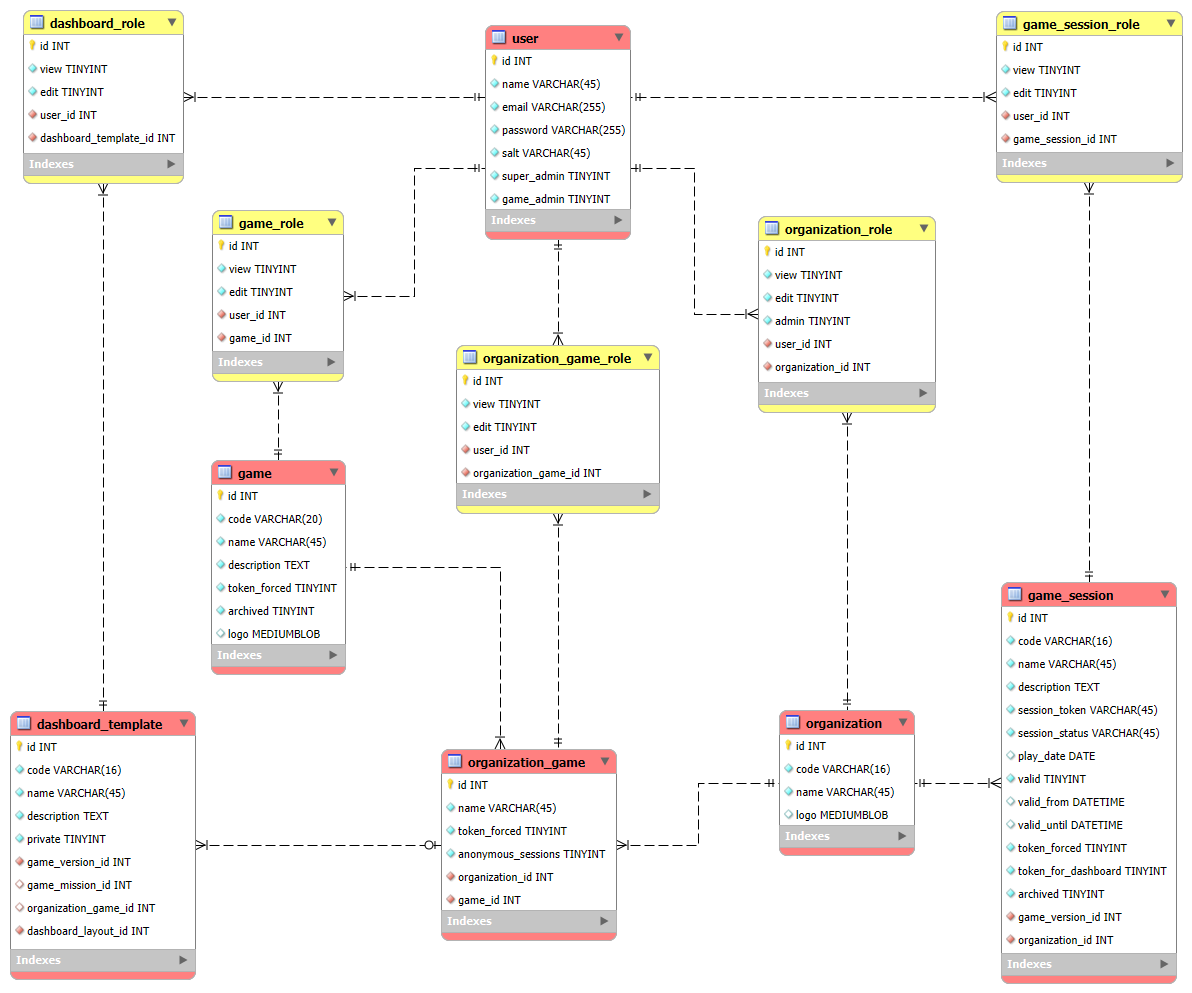 dashboard_role
id INT
view TINYINT
edit TINYINT
user_id INT
dashboard_template_id INT
Indexes
user
id INT
name VARCHAR(45)
email VARCHAR(255)
password VARCHAR(255)
salt VARCHAR(45)
super_admin TINYINT
game_admin TINYINT
Indexes
game_session_role
id INT
view TINYINT
edit TINYINT
user_id INT
game_session_id INT
Indexes
game_role
id INT
view TINYINT
edit TINYINT
user_id INT
game_id INT
Indexes
organization_role
id INT
view TINYINT
edit TINYINT
admin TINYINT
user_id INT
organization_id INT
Indexes
organization_game_role
id INT
view TINYINT
edit TINYINT
user_id INT
organization_game_id INT
Indexes
game
id INT
code VARCHAR(20)
name VARCHAR(45)
description TEXT
token_forced TINYINT
archived TINYINT
logo MEDIUMBLOB
Indexes
game_session
id INT
code VARCHAR(16)
name VARCHAR(45)
description TEXT
session_token VARCHAR(45)
session_status VARCHAR(45)
play_date DATE
valid TINYINT
valid_from DATETIME
valid_until DATETIME
token_forced TINYINT
token_for_dashboard TINYINT
archived TINYINT
game_version_id INT
organization_id INT
Indexes
dashboard_template
id INT
code VARCHAR(16)
name VARCHAR(45)
description TEXT
private TINYINT
game_version_id INT
game_mission_id INT
organization_game_id INT
dashboard_layout_id INT
Indexes
organization_game
id INT
name VARCHAR(45)
token_forced TINYINT
anonymous_sessions TINYINT
organization_id INT
game_id INT
Indexes
organization
id INT
code VARCHAR(16)
name VARCHAR(45)
logo MEDIUMBLOB
Indexes